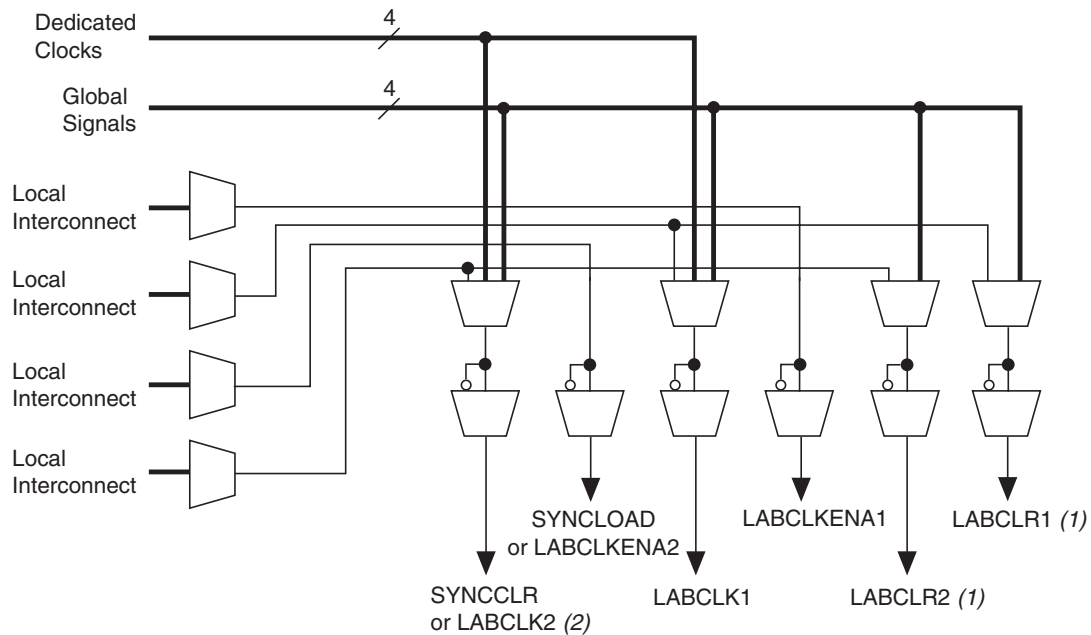 Dedicated
Clocks
4
Global
Signals
4
Local
Interconnect
Local
Interconnect
Local
Interconnect
Local
Interconnect
SYNCLOAD
or LABCLKENA2
LABCLKENA1
LABCLR1 (1)
SYNCCLR
or LABCLK2 (2)
LABCLK1
LABCLR2 (1)